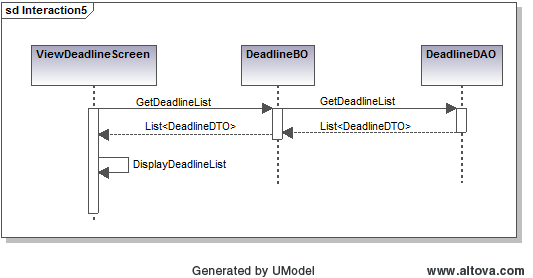 sd Interaction5
ViewDeadlineScreen
DeadlineBO
DeadlineDAO
GetDeadlineList
GetDeadlineList
List<DeadlineDTO>
List<DeadlineDTO>
DisplayDeadlineList
Generated by UModel
www.altova.com